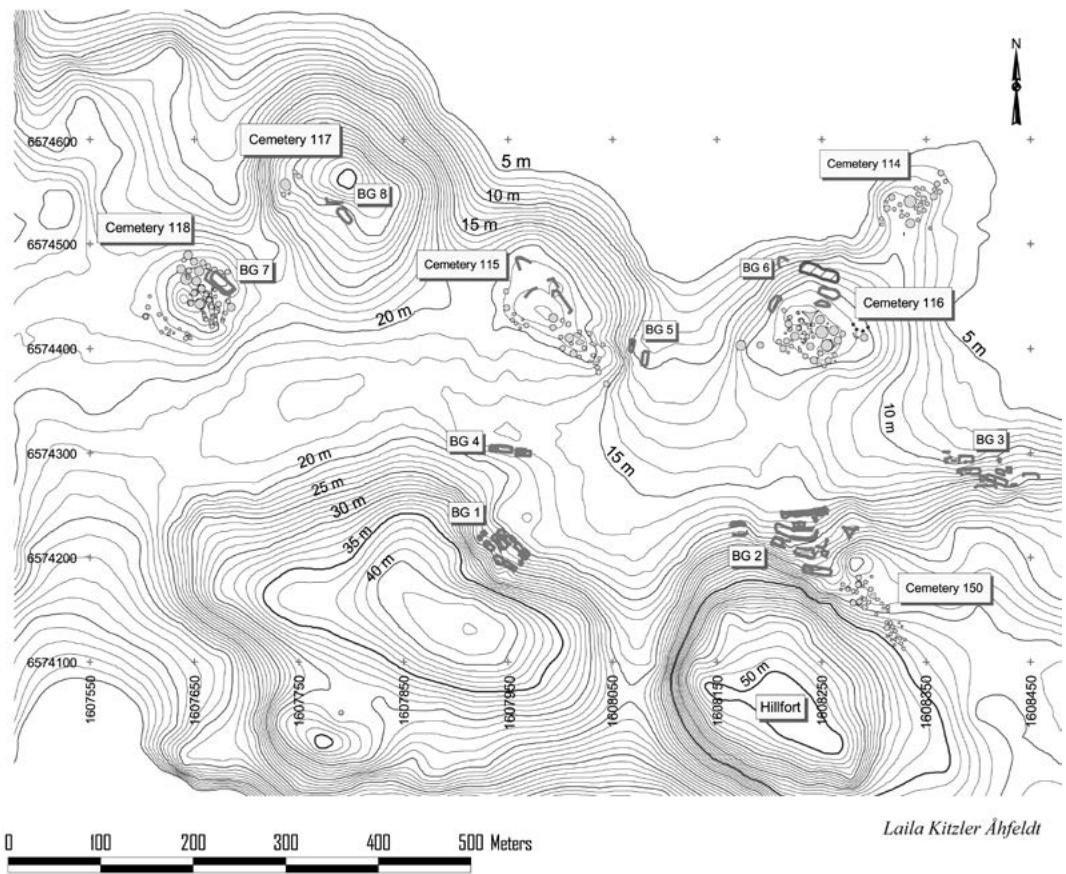 N
Cemetery 117
6574600
5 m
Cemetery 114
10 m
BG 8
15 m
Cemetery 118
6574500
BG 7
Cemetery 115
BG 6
Cemetery 116
20 m
BG 5
6574400
5 m
10 m
BG 4
BG 3
6574300
20 m
15 m
25 m
30 m
BG 1
35 m
BG 2
6574200
40 m
Cemetery 150
6574100
50 m
Hillfort
1607550
1607650
1607750
1607850
1607950
1608050
1608150
1608250
1608350
1608450
Laila Kitzler Åhfeldt
0 100 200 300 400 500 Meters